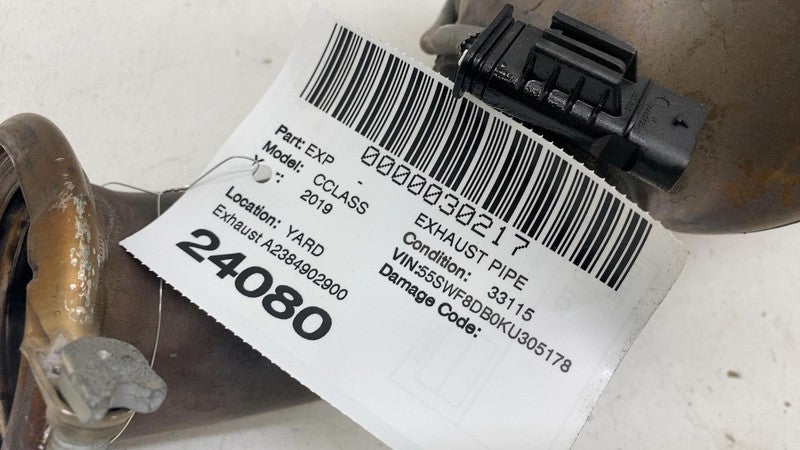 0000030217
Part: EXP - EXHAUST PIPE
Model: CCLASS Condition: 33115
2019 VIN:55SWF8DB0KU305178
Location: YARD Damage Code:
Exhaust A2384902900
24080